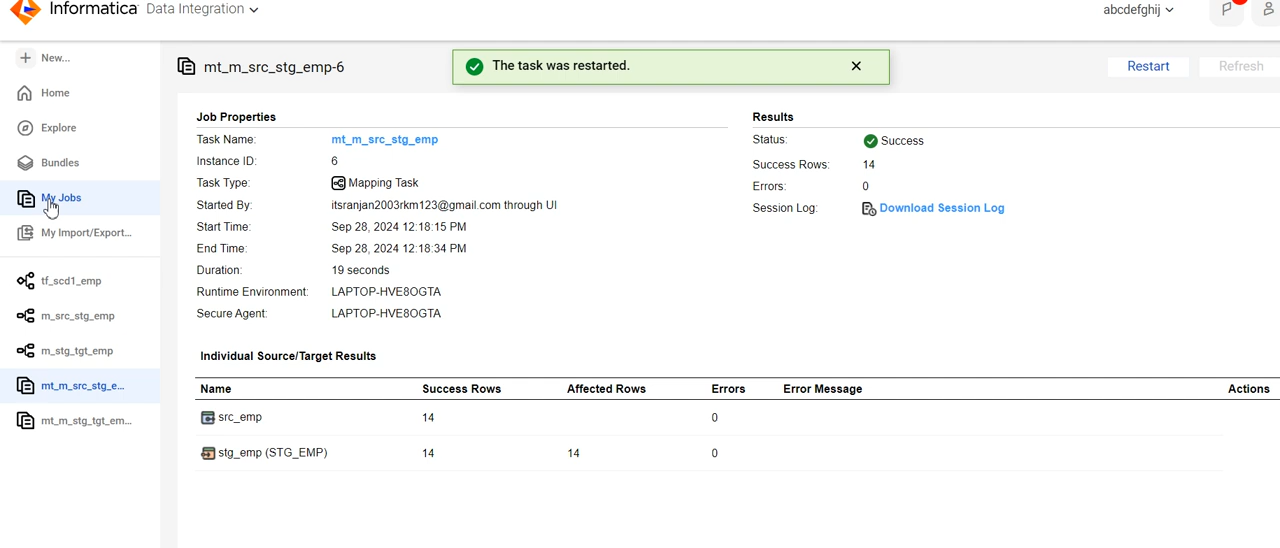 Informatica Data Integration
abcdefghij
New...
Home
Explore
Bundles
My Jobs
My Import/Export...
tf_scd1_emp
m_src_stg_emp
m_stg_tgt_emp
mt_m_src_stg_e...
mt_m_stg_tgt_em...
mt_m_src_stg_emp-6
The task was restarted.
Restart
Refresh
Job Properties
Task Name: mt_m_src_stg_emp
Instance ID: 6
Task Type: Mapping Task
Started By: itsranjan2003rkm123@gmail.com through UI
Start Time: Sep 28, 2024 12:18:15 PM
End Time: Sep 28, 2024 12:18:34 PM
Duration: 19 seconds
Runtime Environment: LAPTOP-HVE8OGTA
Secure Agent: LAPTOP-HVE8OGTA
Results
Status: Success
Success Rows: 14
Errors: 0
Session Log: Download Session Log
Individual Source/Target Results
Name Success Rows Affected Rows Errors Error Message Actions
src_emp 14 0
stg_emp (STG_EMP) 14 14 0